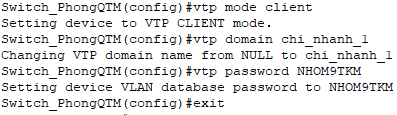 Switch_PhongQTM(config)#vtp mode client
Setting device to VTP CLIENT mode.
Switch_PhongQTM(config)#vtp domain chi_nhanh_1
Changing VTP domain name from NULL to chi_nhanh_1
Switch_PhongQTM(config)#vtp password NHOM9TKM
Setting device VLAN database password to NHOM9TKM
Switch_PhongQTM(config)#exit